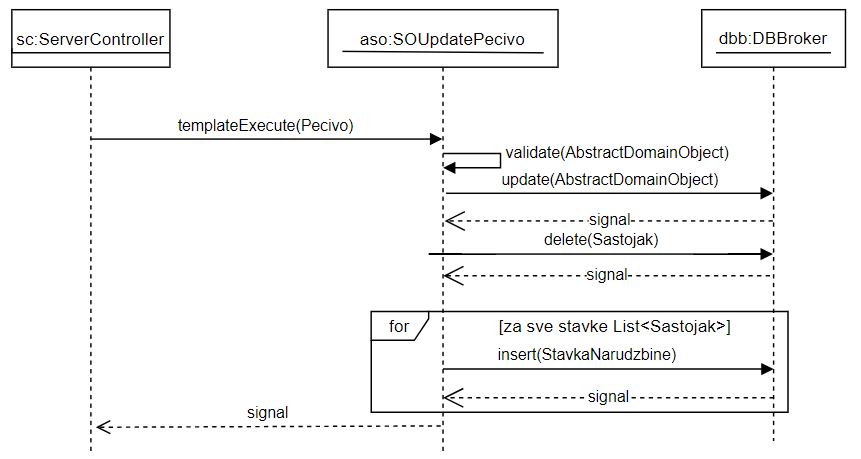 sc:ServerController
aso:SOUpdatePecivo
dbb:DBBroker
templateExecute(Pecivo)
validate(AbstractDomainObject)
update(AbstractDomainObject)
signal
delete(Sastojak)
signal
for
[za sve stavke List<Sastojak>]
insert(StavkaNarudzbine)
signal
signal